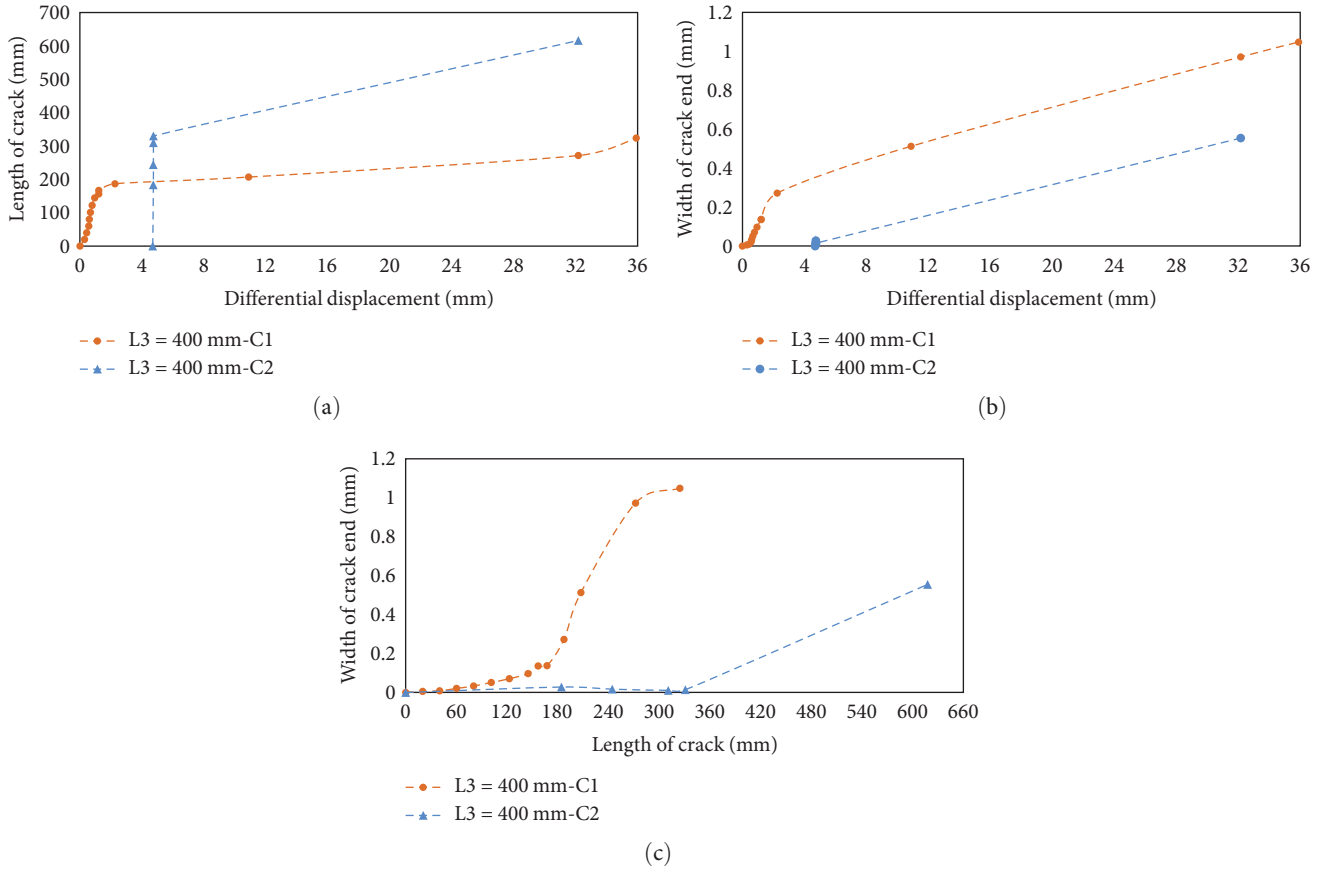 700
600
500
400
300
200
100
0
Length of crack (mm)
0 4 8 12 16 20 24 28 32 36
Differential displacement (mm)
L3 = 400 mm-C1
L3 = 400 mm-C2
(a)
1.2
1
0.8
0.6
0.4
0.2
0
Width of crack end (mm)
0 4 8 12 16 20 24 28 32 36
Differential displacement (mm)
L3 = 400 mm-C1
L3 = 400 mm-C2
(b)
1.2
1
0.8
0.6
0.4
0.2
0
Width of crack end (mm)
0 60 120 180 240 300 360 420 480 540 600 660
Length of crack (mm)
L3 = 400 mm-C1
L3 = 400 mm-C2
(c)